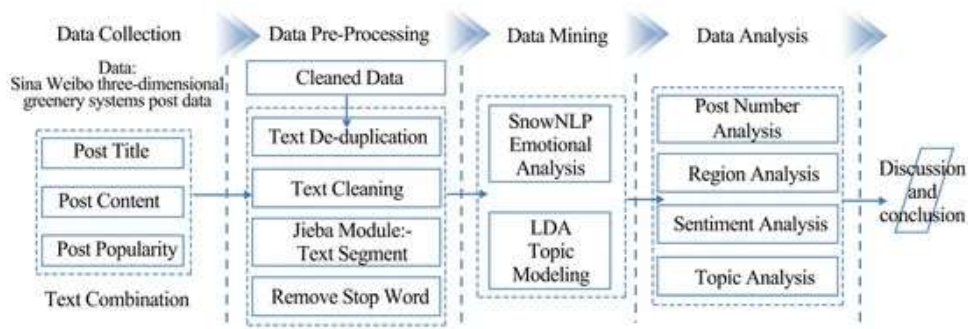 Data Collection
Data Pre-Processing
Data Mining
Data Analysis
Data:
Sina Weibo three-dimensional
greenery systems post data
Post Title
Post Content
Post Popularity
Text Combination
Cleaned Data
Text De-duplication
Text Cleaning
Jieba Module:-
Text Segment
Remove Stop Word
SnowNLP
Emotional
Analysis
LDA
Topic
Modeling
Post Number
Analysis
Region Analysis
Sentiment Analysis
Topic Analysis
Discussion
and
conclusion